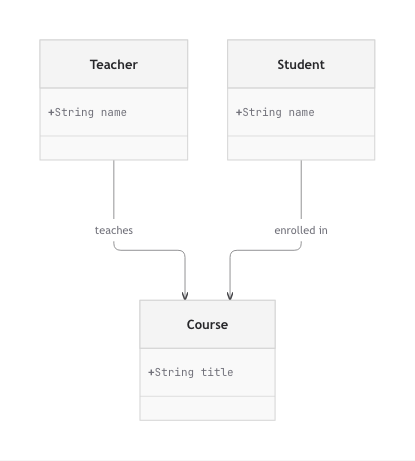 Teacher
Student
+String name
+String name
teaches
enrolled in
Course
+String title